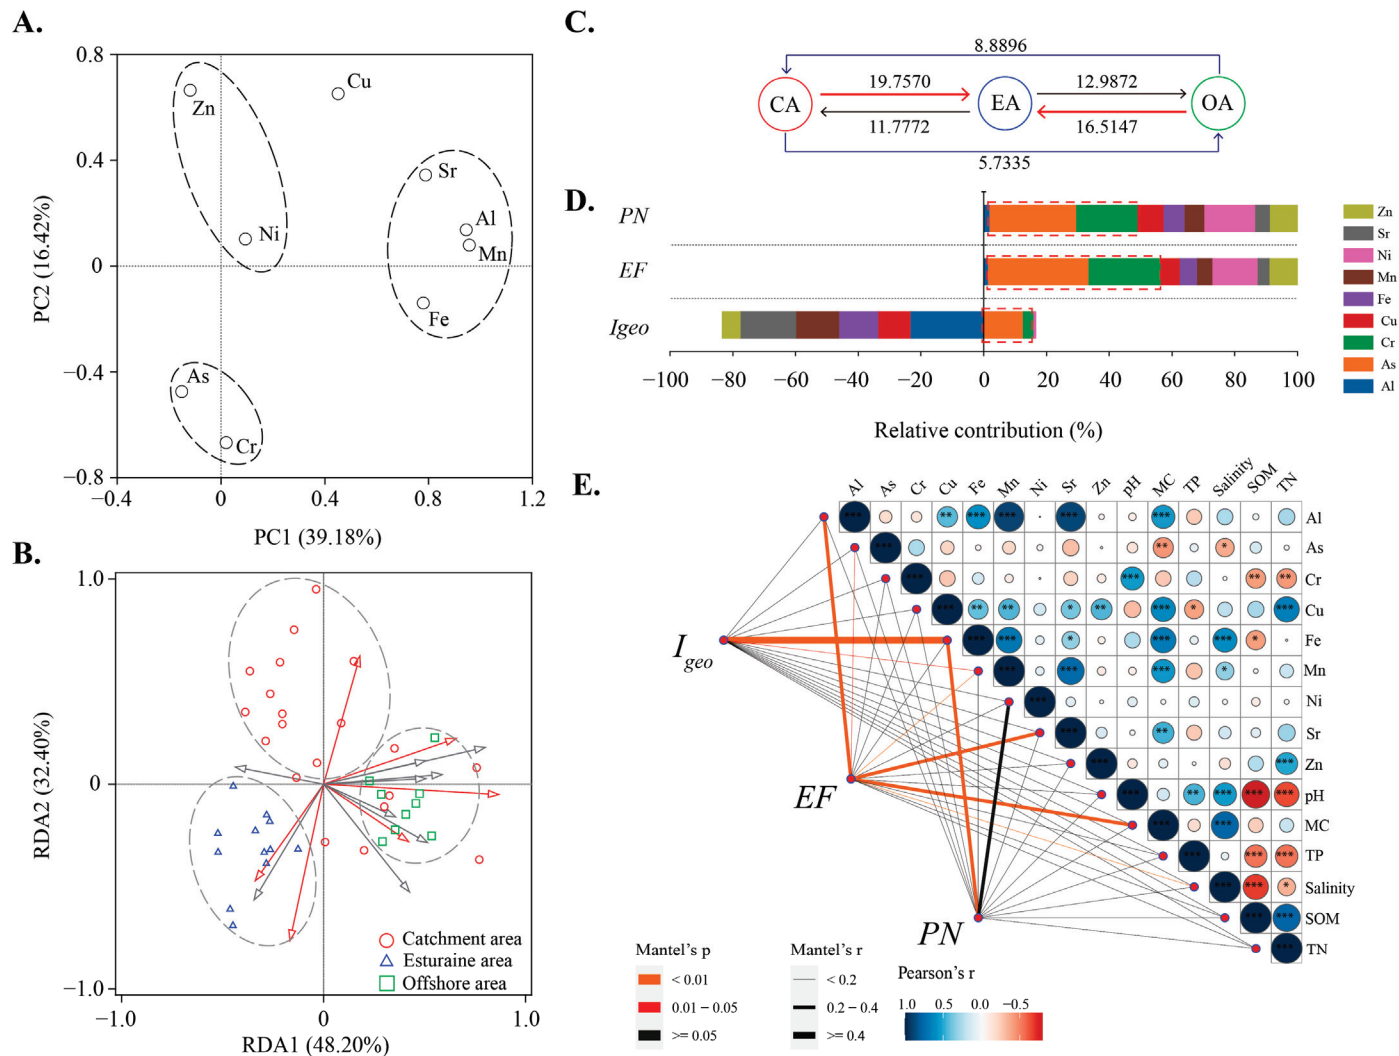 A.
0.8
0.4
0
−0.4
−0.8
PC2 (16.42%)
Zn
Cu
Sr
Al
Mn
Ni
Fe
As
Cr
−0.4
0
0.4
0.8
1.2
PC1 (39.18%)
B.
1.0
0
−1.0
RDA2 (32.40%)
Catchment area
Esturaine area
Offshore area
−1.0
0
1.0
RDA1 (48.20%)
C.
8.8896
CA
19.7570
EA
12.9872
OA
11.7772
16.5147
5.7335
D.
PN
EF
Igeo
−100
−80
−60
−40
−20
0
20
40
60
80
100
Relative contribution (%)
Zn
Sr
Ni
Mn
Fe
Cu
Cr
As
Al
E.
Al
As
Cr
Cu
Fe
Mn
Ni
Sr
Zn
pH
MC
TP
Salinity
SOM
TN
*** ** *** *** *** *** Al
*** ** * As
*** *** ** ** Cr
*** ** ** * ** *** * *** Cu
*** *** * *** *** * Fe
*** *** *** * Mn
*** Ni
*** ** Sr
*** *** Zn
*** ** *** *** *** pH
*** *** MC
*** *** *** TP
*** *** * Salinity
*** *** SOM
*** TN
Igeo
EF
PN
Mantel's p
< 0.01
0.01 − 0.05
>= 0.05
Mantel's r
< 0.2
0.2 − 0.4
>= 0.4
Pearson's r
1.0 0.5 0.0 −0.5